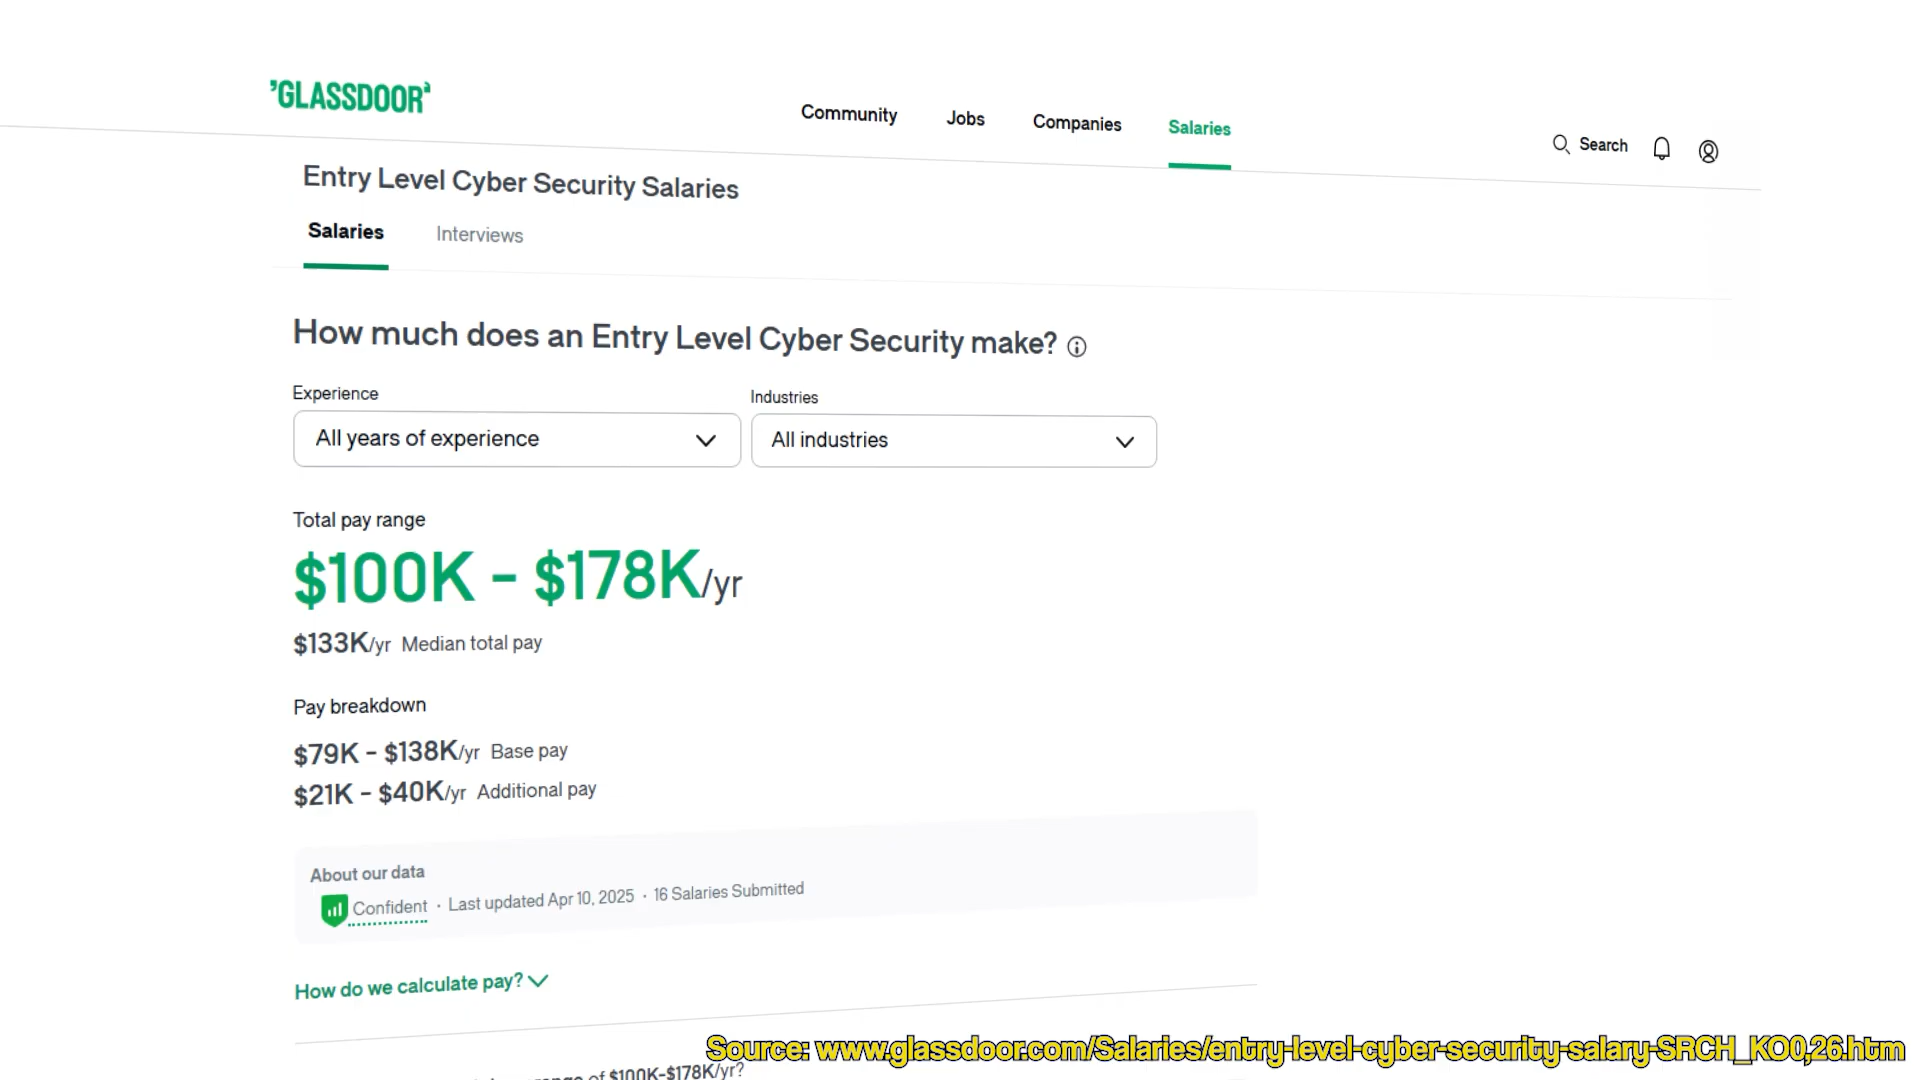 GLASSDOOR
Community Jobs Companies Salaries
Search
Entry Level Cyber Security Salaries
Salaries Interviews
How much does an Entry Level Cyber Security make?
Experience Industries
All years of experience All industries
Total pay range
$100K - $178K/yr
$133K/yr Median total pay
Pay breakdown
$79K - $138K/yr Base pay
$21K - $40K/yr Additional pay
About our data
Confident · Last updated Apr 10, 2025 · 16 Salaries Submitted
How do we calculate pay?
of $100K-$178K/yr?
Source: www.glassdoor.com/Salaries/entry-level-cyber-security-salary-SRCH_KO0,26.htm